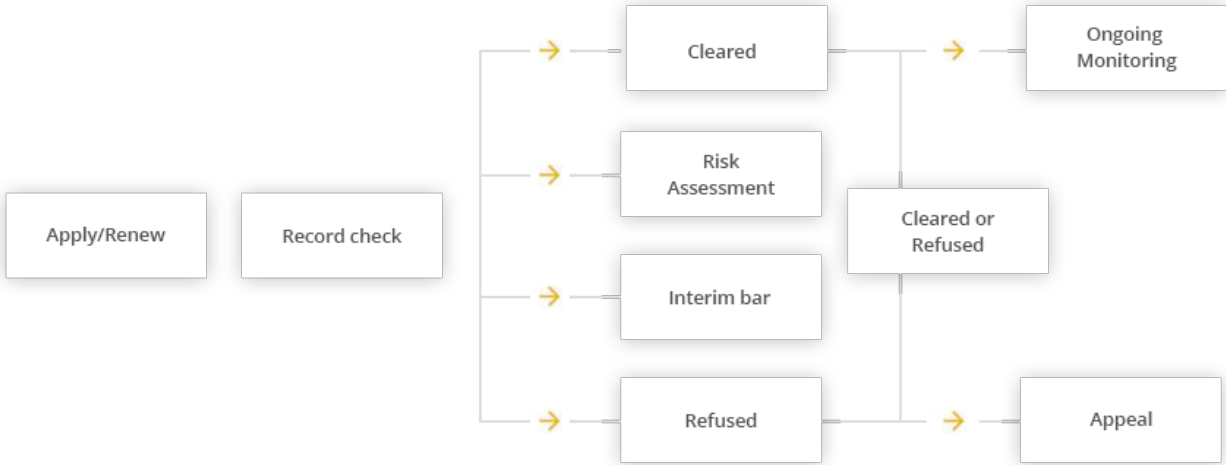 Apply/Renew
Record check
Cleared
Risk
Assessment
Interim bar
Refused
Cleared or
Refused
Ongoing
Monitoring
Appeal